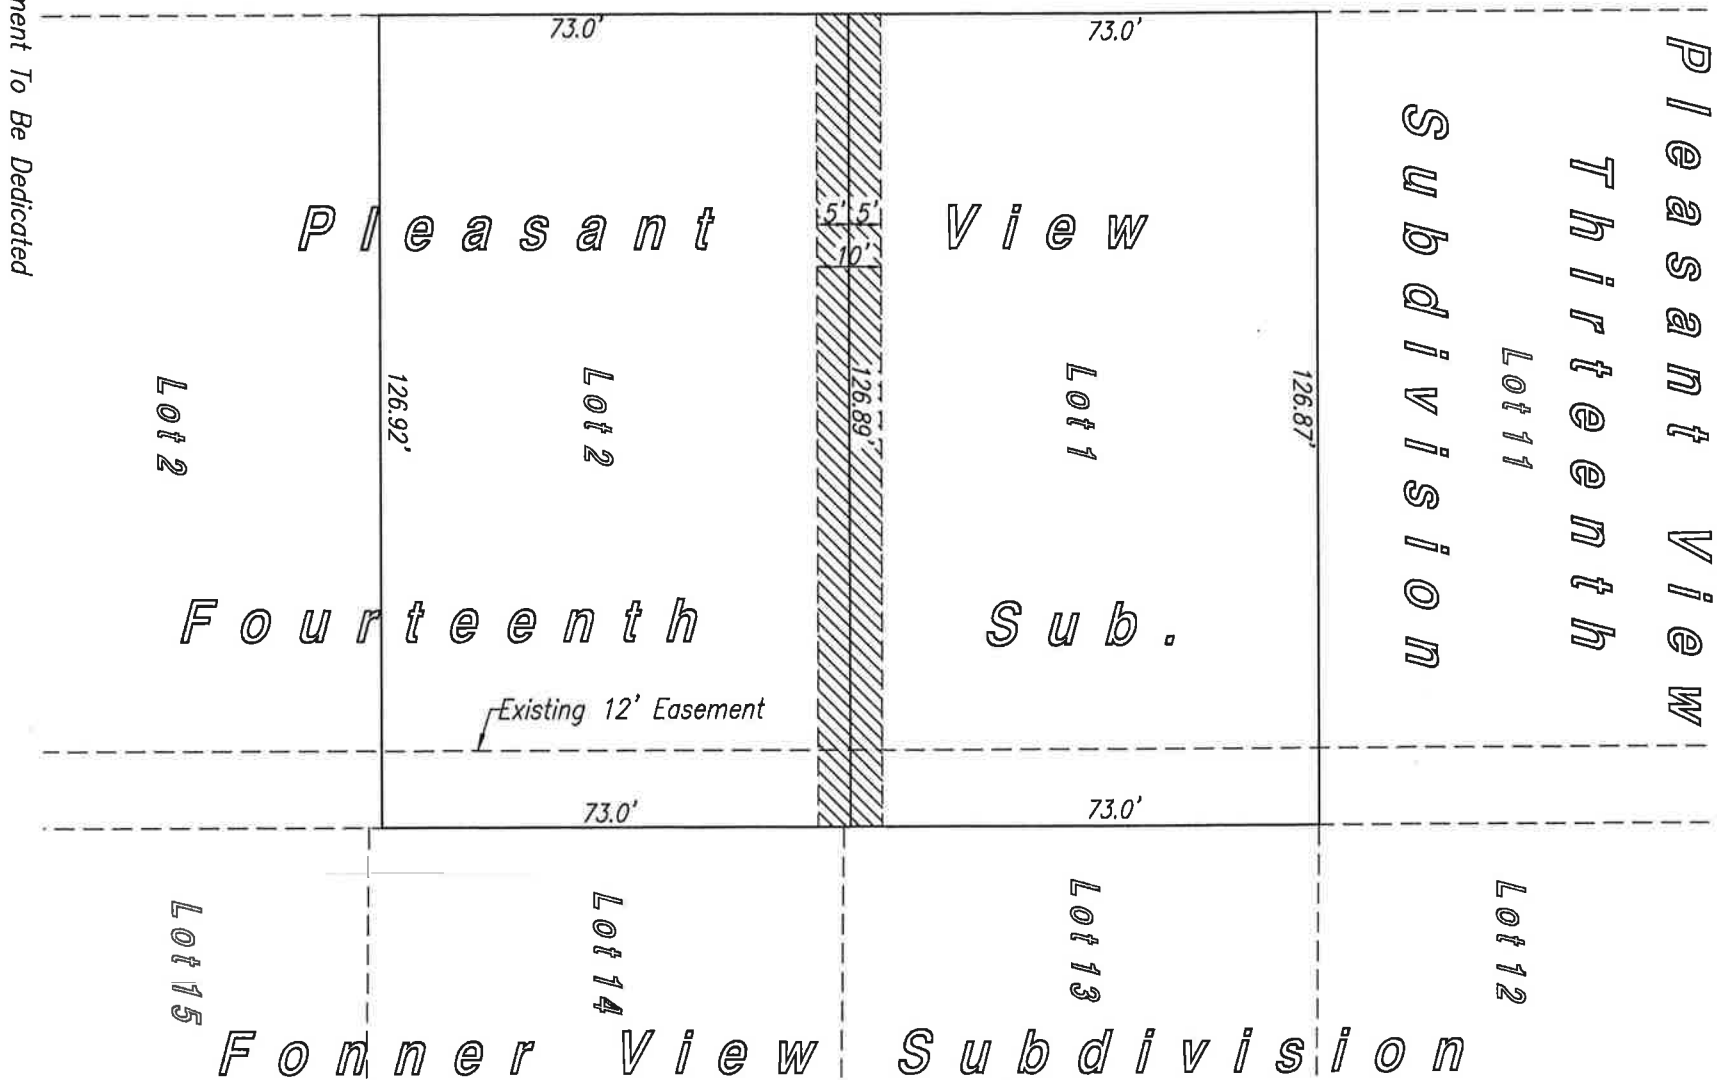 73.0'
73.0'
To Be Dedicated
Pleasant View
5' 5'
10'
Lot 2
126.92'
Lot 2
126.89'
Lot 1
126.87'
Lot 11
Pleasant View
Thirteenth
Subdivision
Fourteenth Sub.
Existing 12' Easement
73.0'
73.0'
Lot 15
Lot 14
Lot 13
Lot 12
Fonner View Subdivision